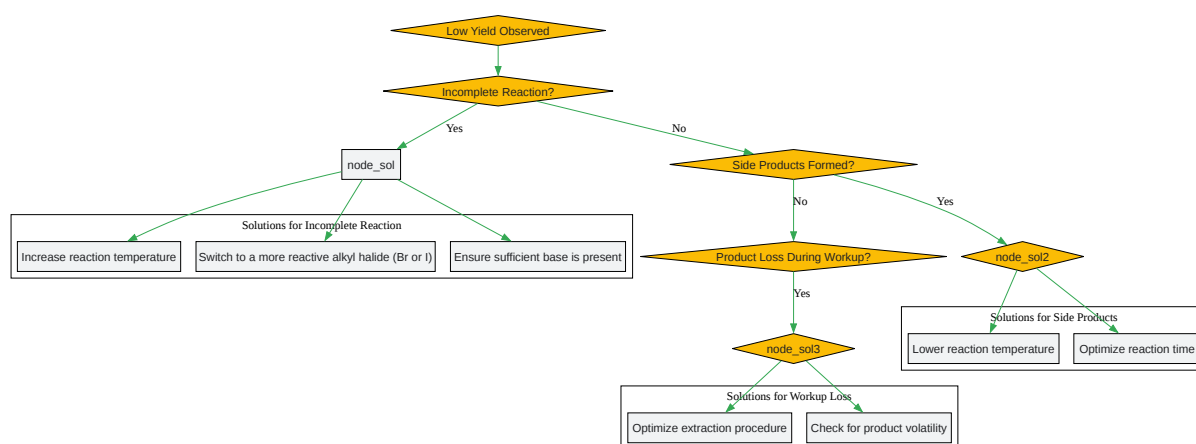 Low Yield Observed
Incomplete Reaction?
Yes
No
node_sol
Side Products Formed?
Solutions for Incomplete Reaction
Increase reaction temperature
Switch to a more reactive alkyl halide (Br or I)
Ensure sufficient base is present
No
Yes
Product Loss During Workup?
node_sol2
Yes
Solutions for Side Products
Lower reaction temperature
Optimize reaction time
node_sol3
Solutions for Workup Loss
Optimize extraction procedure
Check for product volatility